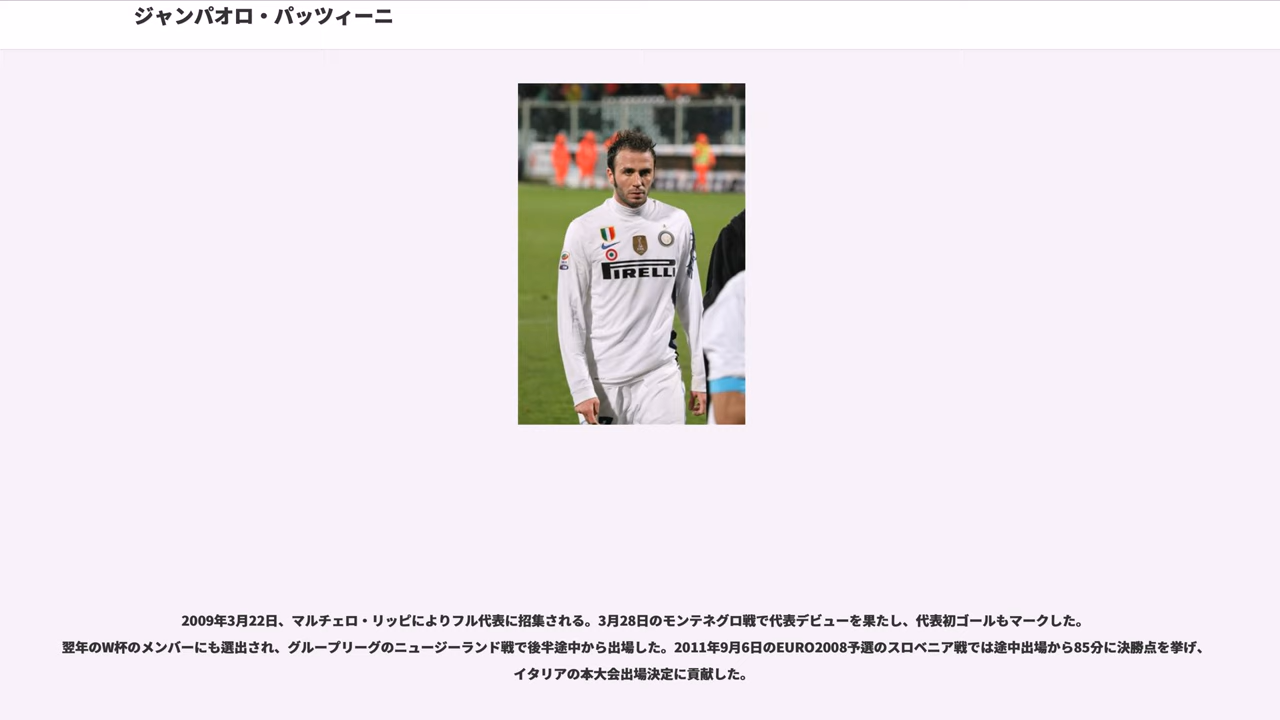 ジャンパオロ・パッツィーニ
PIRELLI
2009年3月22日、マルチェロ・リッピによりフル代表に招集される。3月28日のモンテネグロ戦で代表デビューを果たし、代表初ゴールもマークした。
翌年のW杯のメンバーにも選出され、グループリーグのニュージーランド戦で後半途中から出場した。2011年9月6日のEURO2008予選のスロベニア戦では途中出場から85分に決勝点を挙げ、
イタリアの本大会出場決定に貢献した。